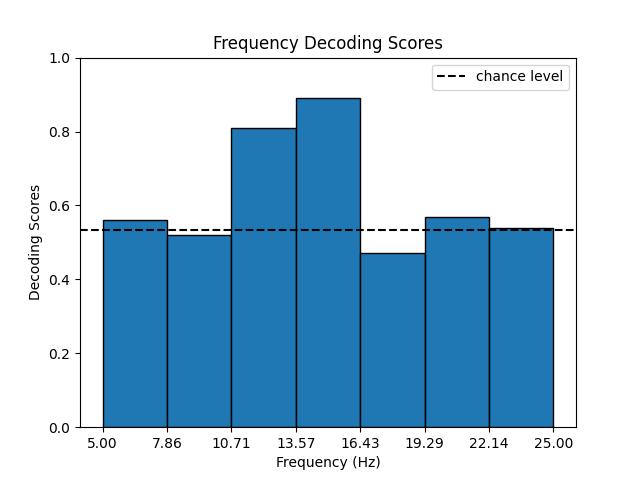 Frequency Decoding Scores
1.0
chance level
0.8
0.6
0.4
0.2
0.0
Decoding Scores
5.00 7.86 10.71 13.57 16.43 19.29 22.14 25.00
Frequency (Hz)